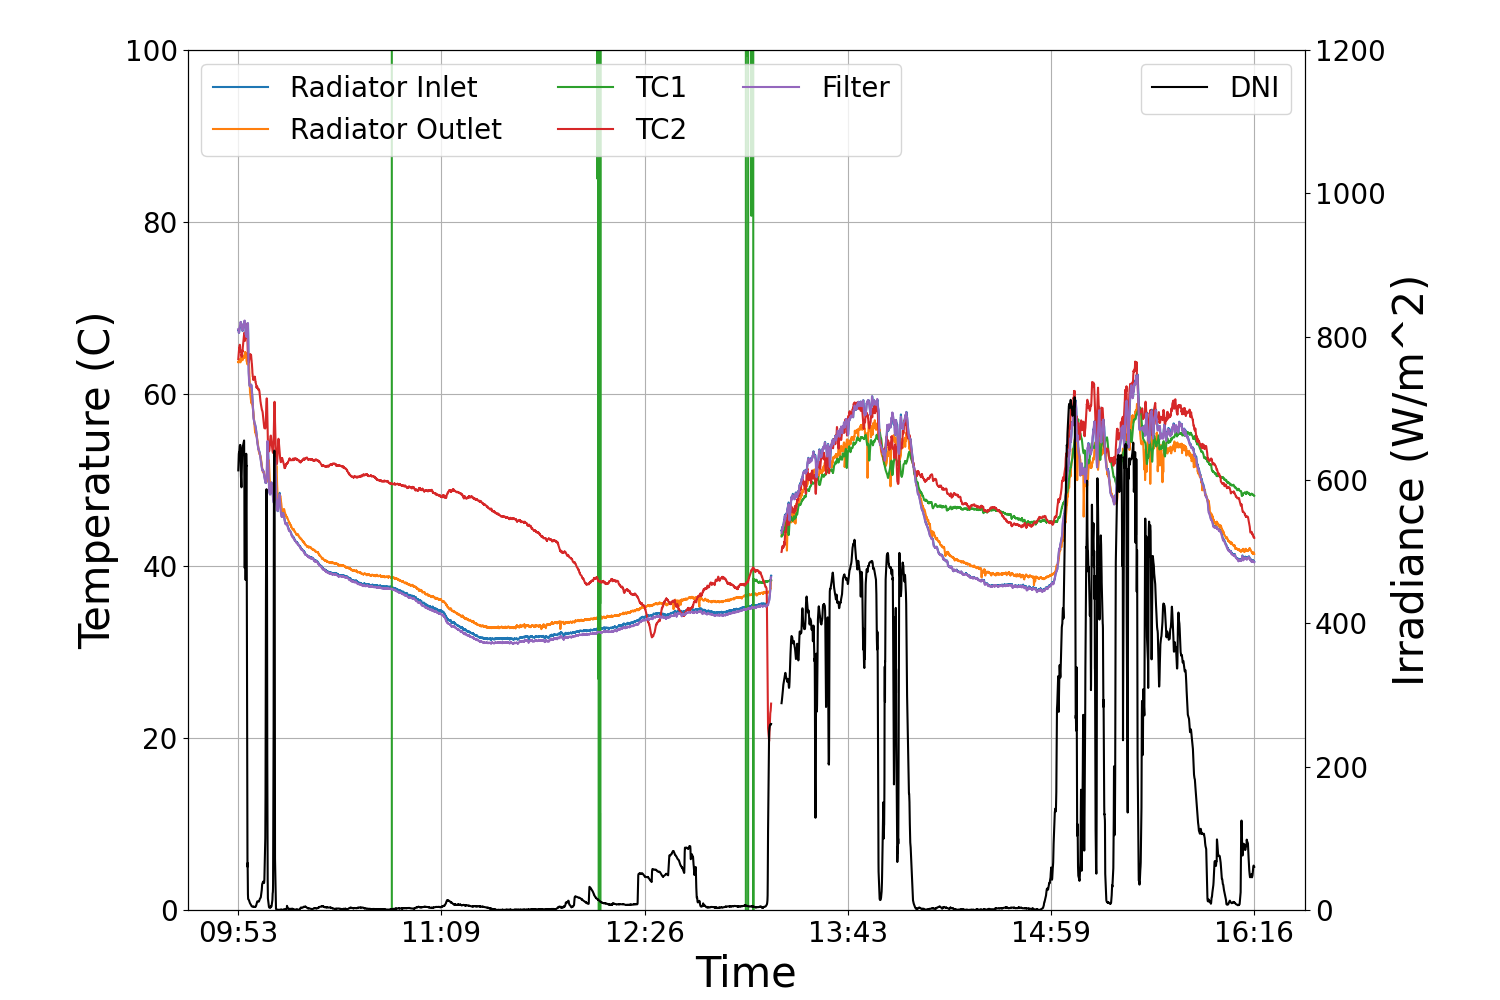 100
80
60
40
20
0
Temperature (C)
Radiator Inlet
Radiator Outlet
TC1
TC2
Filter
DNI
1200
1000
800
600
400
200
0
Irradiance (W/m^2)
09:53
11:09
12:26
13:43
14:59
16:16
Time